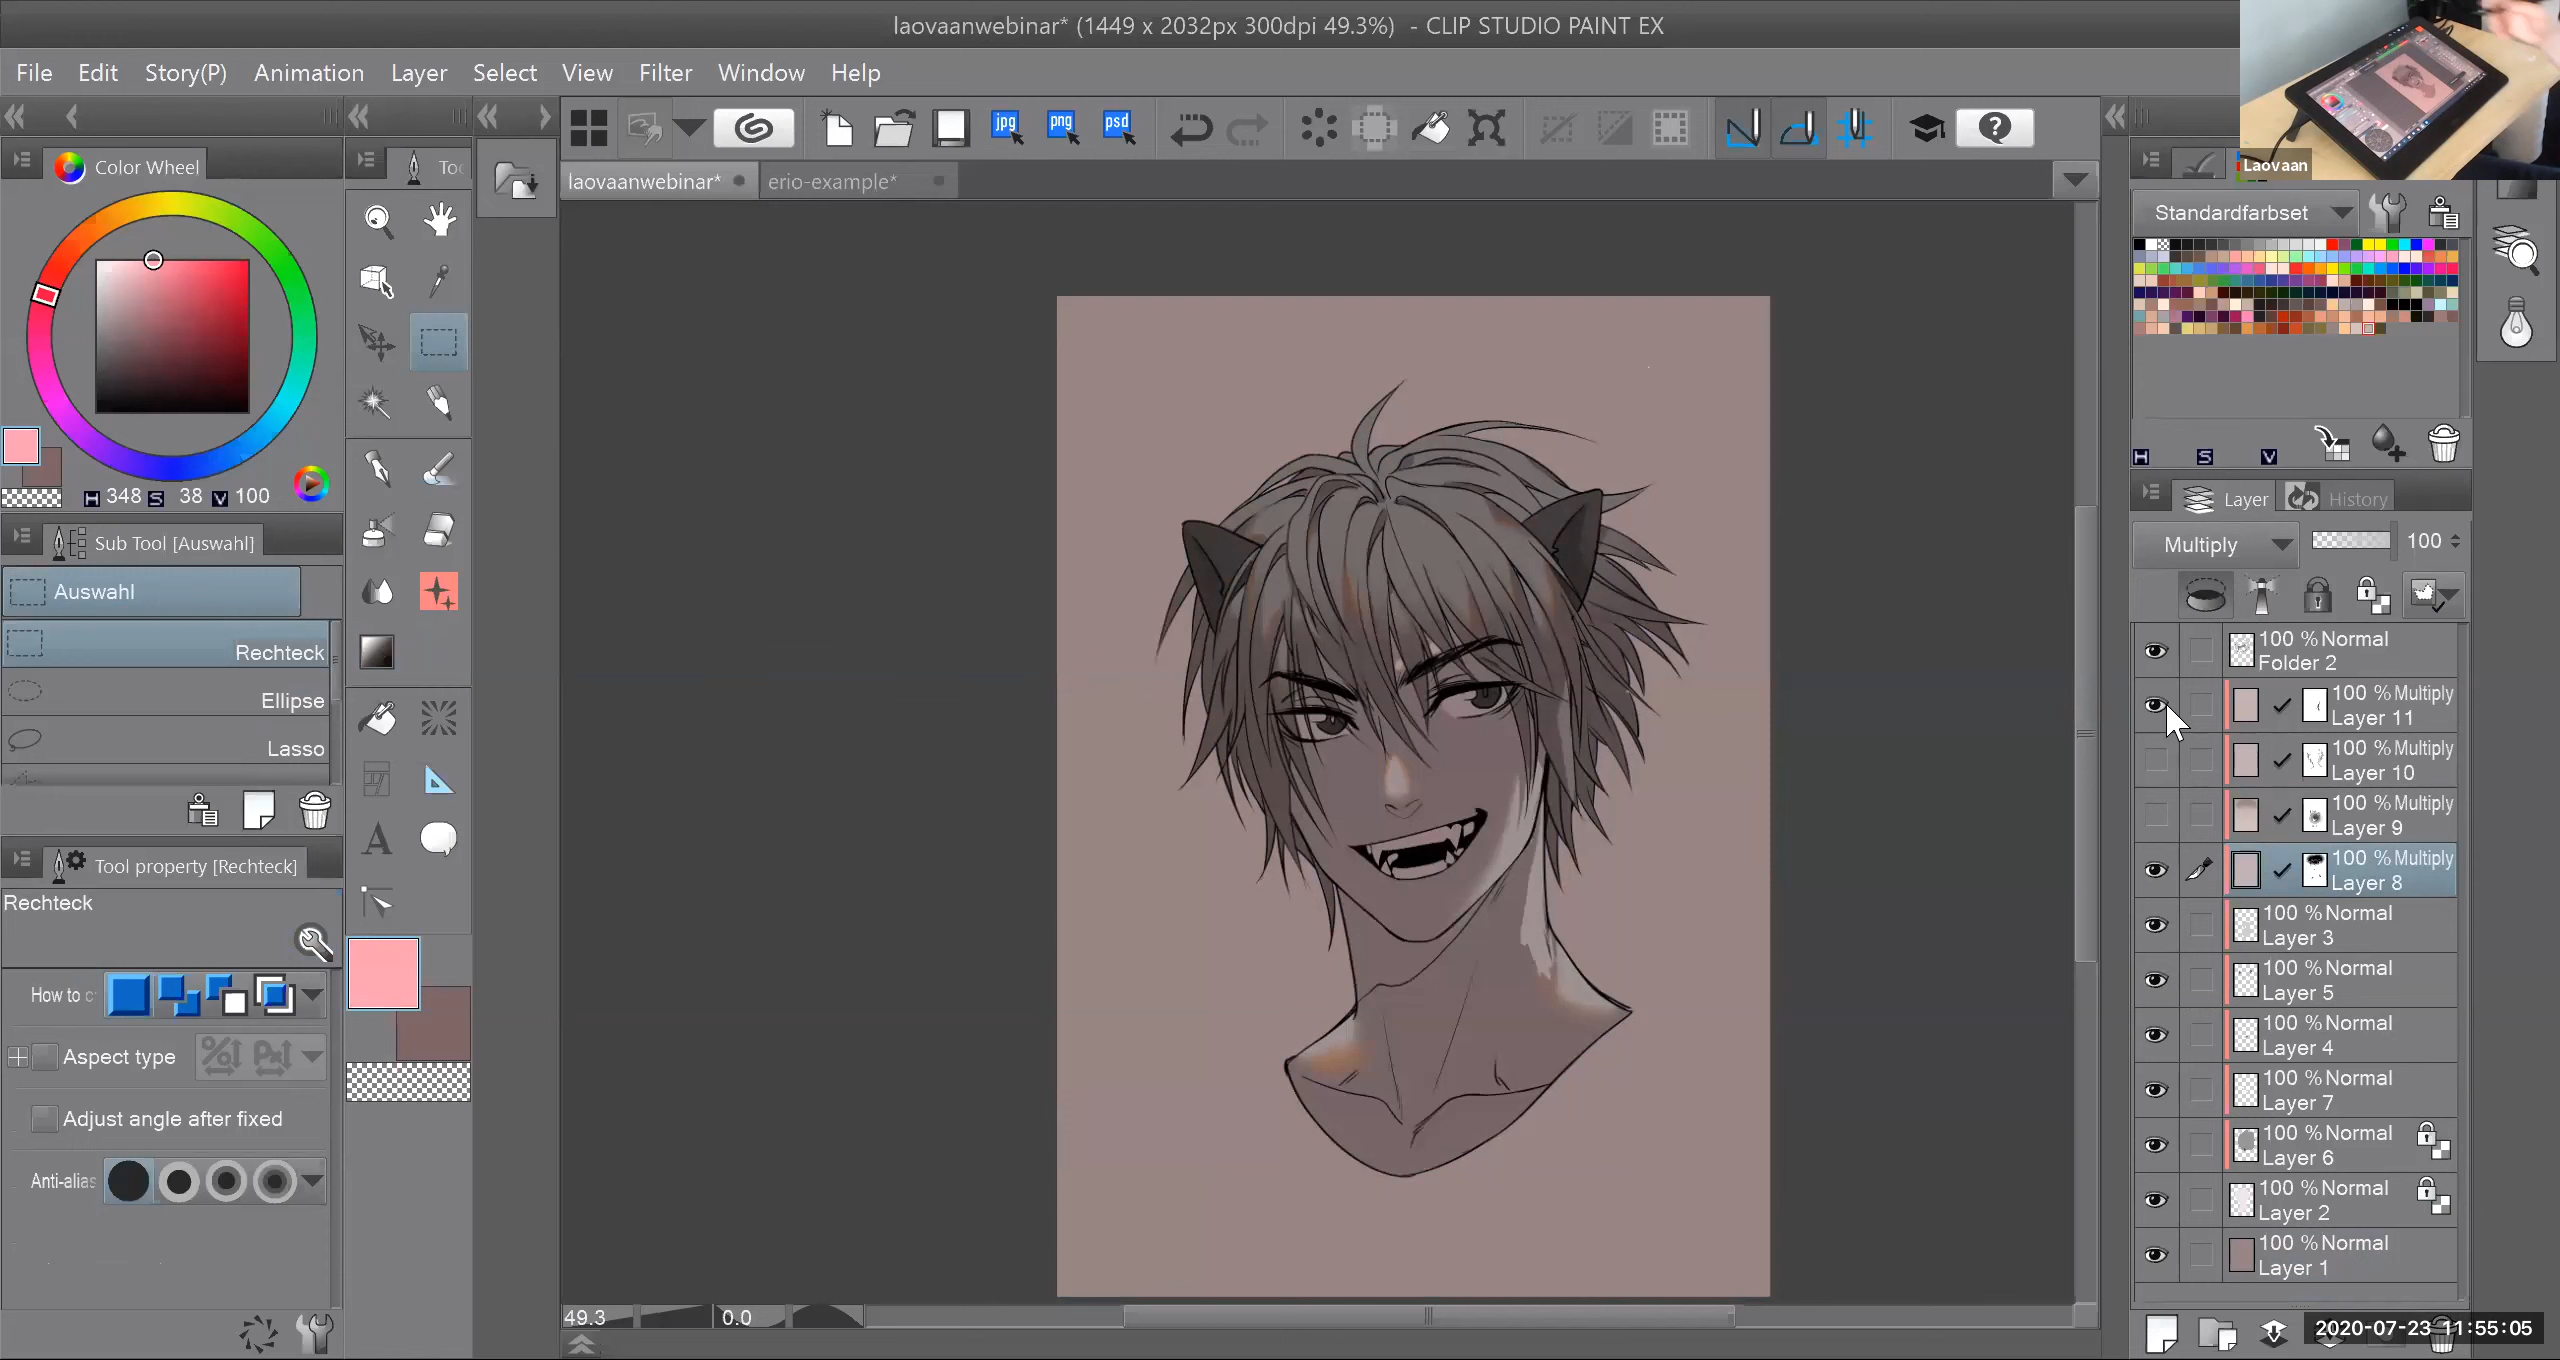 laovaanwebinar* (1449 x 2032px 300dpi 49.3%) - CLIP STUDIO PAINT EX
File Edit Story(P) Animation Layer Select View Filter Window Help
jpg png psd
Laovaan
Color Wheel
laovaanwebinar* erio-example*
Standardfarbset
H 348 S 38 V 100
H S V
Sub Tool [Auswahl]
Auswahl
Rechteck
Ellipse
Lasso
Tool property [Rechteck]
Rechteck
How to c
Aspect type
Adjust angle after fixed
Anti-alias
49.3 0.0
Layer History
Multiply 100
100 %Normal
Folder 2
100 %Multiply
Layer 11
100 %Multiply
Layer 10
100 %Multiply
Layer 9
100 %Multiply
Layer 8
100 %Normal
Layer 3
100 %Normal
Layer 5
100 %Normal
Layer 4
100 %Normal
Layer 7
100 %Normal
Layer 6
100 %Normal
Layer 2
100 %Normal
Layer 1
2020-07-23 11:55:05